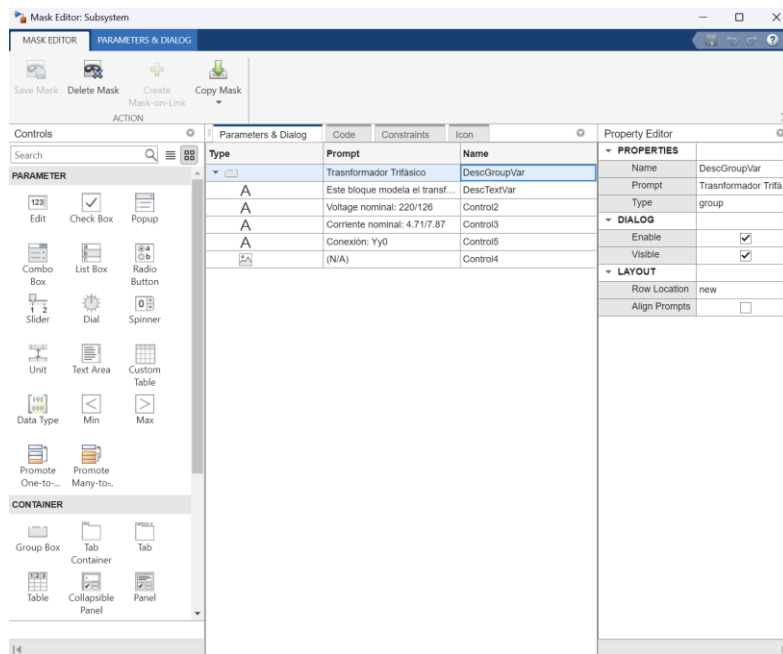 Mask Editor: Subsystem
MASK EDITOR PARAMETERS & DIALOG
?
Save Mask Delete Mask Create Mask-on-Link Copy Mask
ACTION
Controls
Search
PARAMETER
Edit Check Box Popup
Combo Box List Box Radio Button
Slider Dial Spinner
Unit Text Area Custom Table
Data Type Min Max
Promote One-to-... Promote Many-to-...
CONTAINER
Group Box Tab Container Tab
Table Collapsible Panel Panel
Parameters & Dialog Code Constraints Icon
Type Prompt Name
Trasnformador Trifásico DescGroupVar
A Este bloque modela el transf... DescTextVar
A Voltage nominal: 220/126 Control2
A Corriente nominal: 4.71/7.87 Control3
A Conexión: Yy0 Control5
(N/A) Control4
Property Editor
PROPERTIES
Name DescGroupVar
Prompt Trasnformador Trifá
Type group
DIALOG
Enable
Visible
LAYOUT
Row Location new
Align Prompts